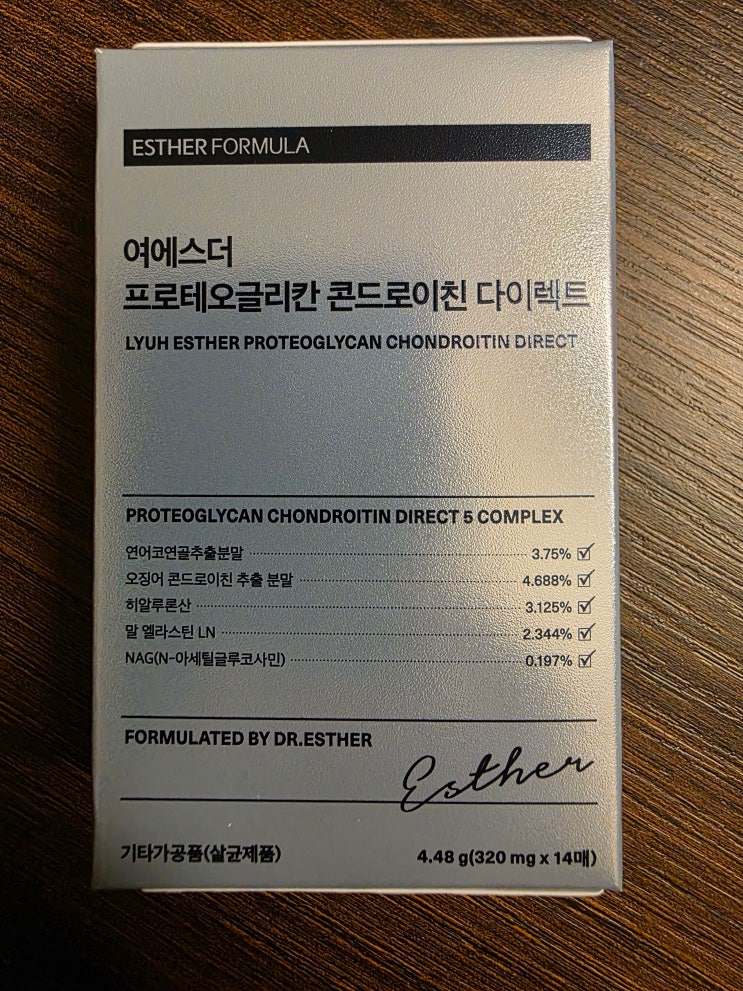 ESTHER FORMULA
여에스더
프로테오글리칸 콘드로이친 다이렉트
LYUH ESTHER PROTEOGLYCAN CHONDROITIN DIRECT
PROTEOGLYCAN CHONDROITIN DIRECT 5 COMPLEX
연어코연골추출분말 3.75% ☑
오징어 콘드로이친 추출 분말 4.688% ☑
히알루론산 3.125% ☑
말 엘라스틴 LN 2.344% ☑
NAG(N-아세틸글루코사민) 0.197% ☑
FORMULATED BY DR.ESTHER
Esther
기타가공품(살균제품) 4.48 g(320 mg x 14매)